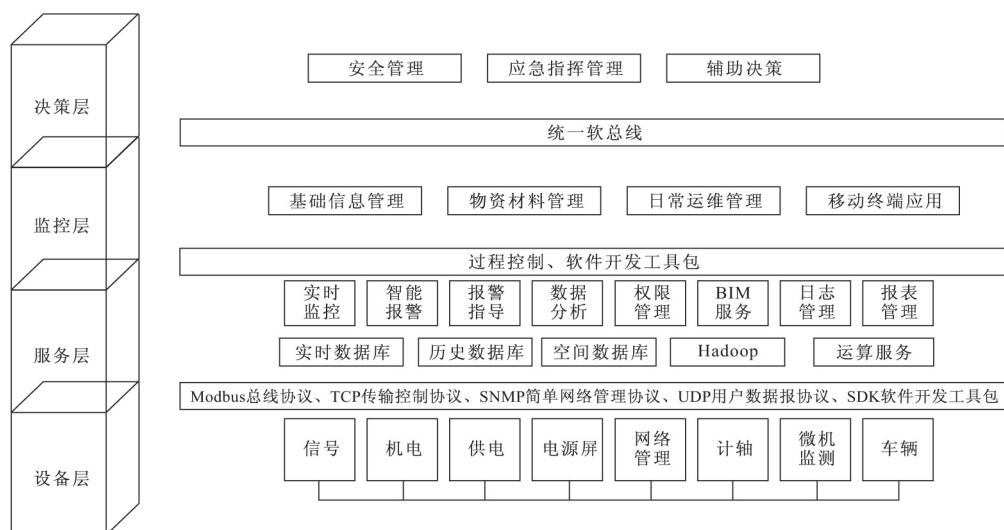 决策层
安全管理 应急指挥管理 辅助决策
统一软总线
监控层
基础信息管理 物资材料管理 日常运维管理 移动终端应用
过程控制、软件开发工具包
服务层
实时 智能 报警 数据 权限 BIM 日志 报表
监控 报警 指导 分析 管理 服务 管理 管理
实时数据库 历史数据库 空间数据库 Hadoop 运算服务
Modbus总线协议、TCP传输控制协议、SNMP简单网络管理协议、UDP用户数据报协议、SDK软件开发工具包
设备层
信号 机电 供电 电源屏 网络 计轴 微机 车辆
管理 监测